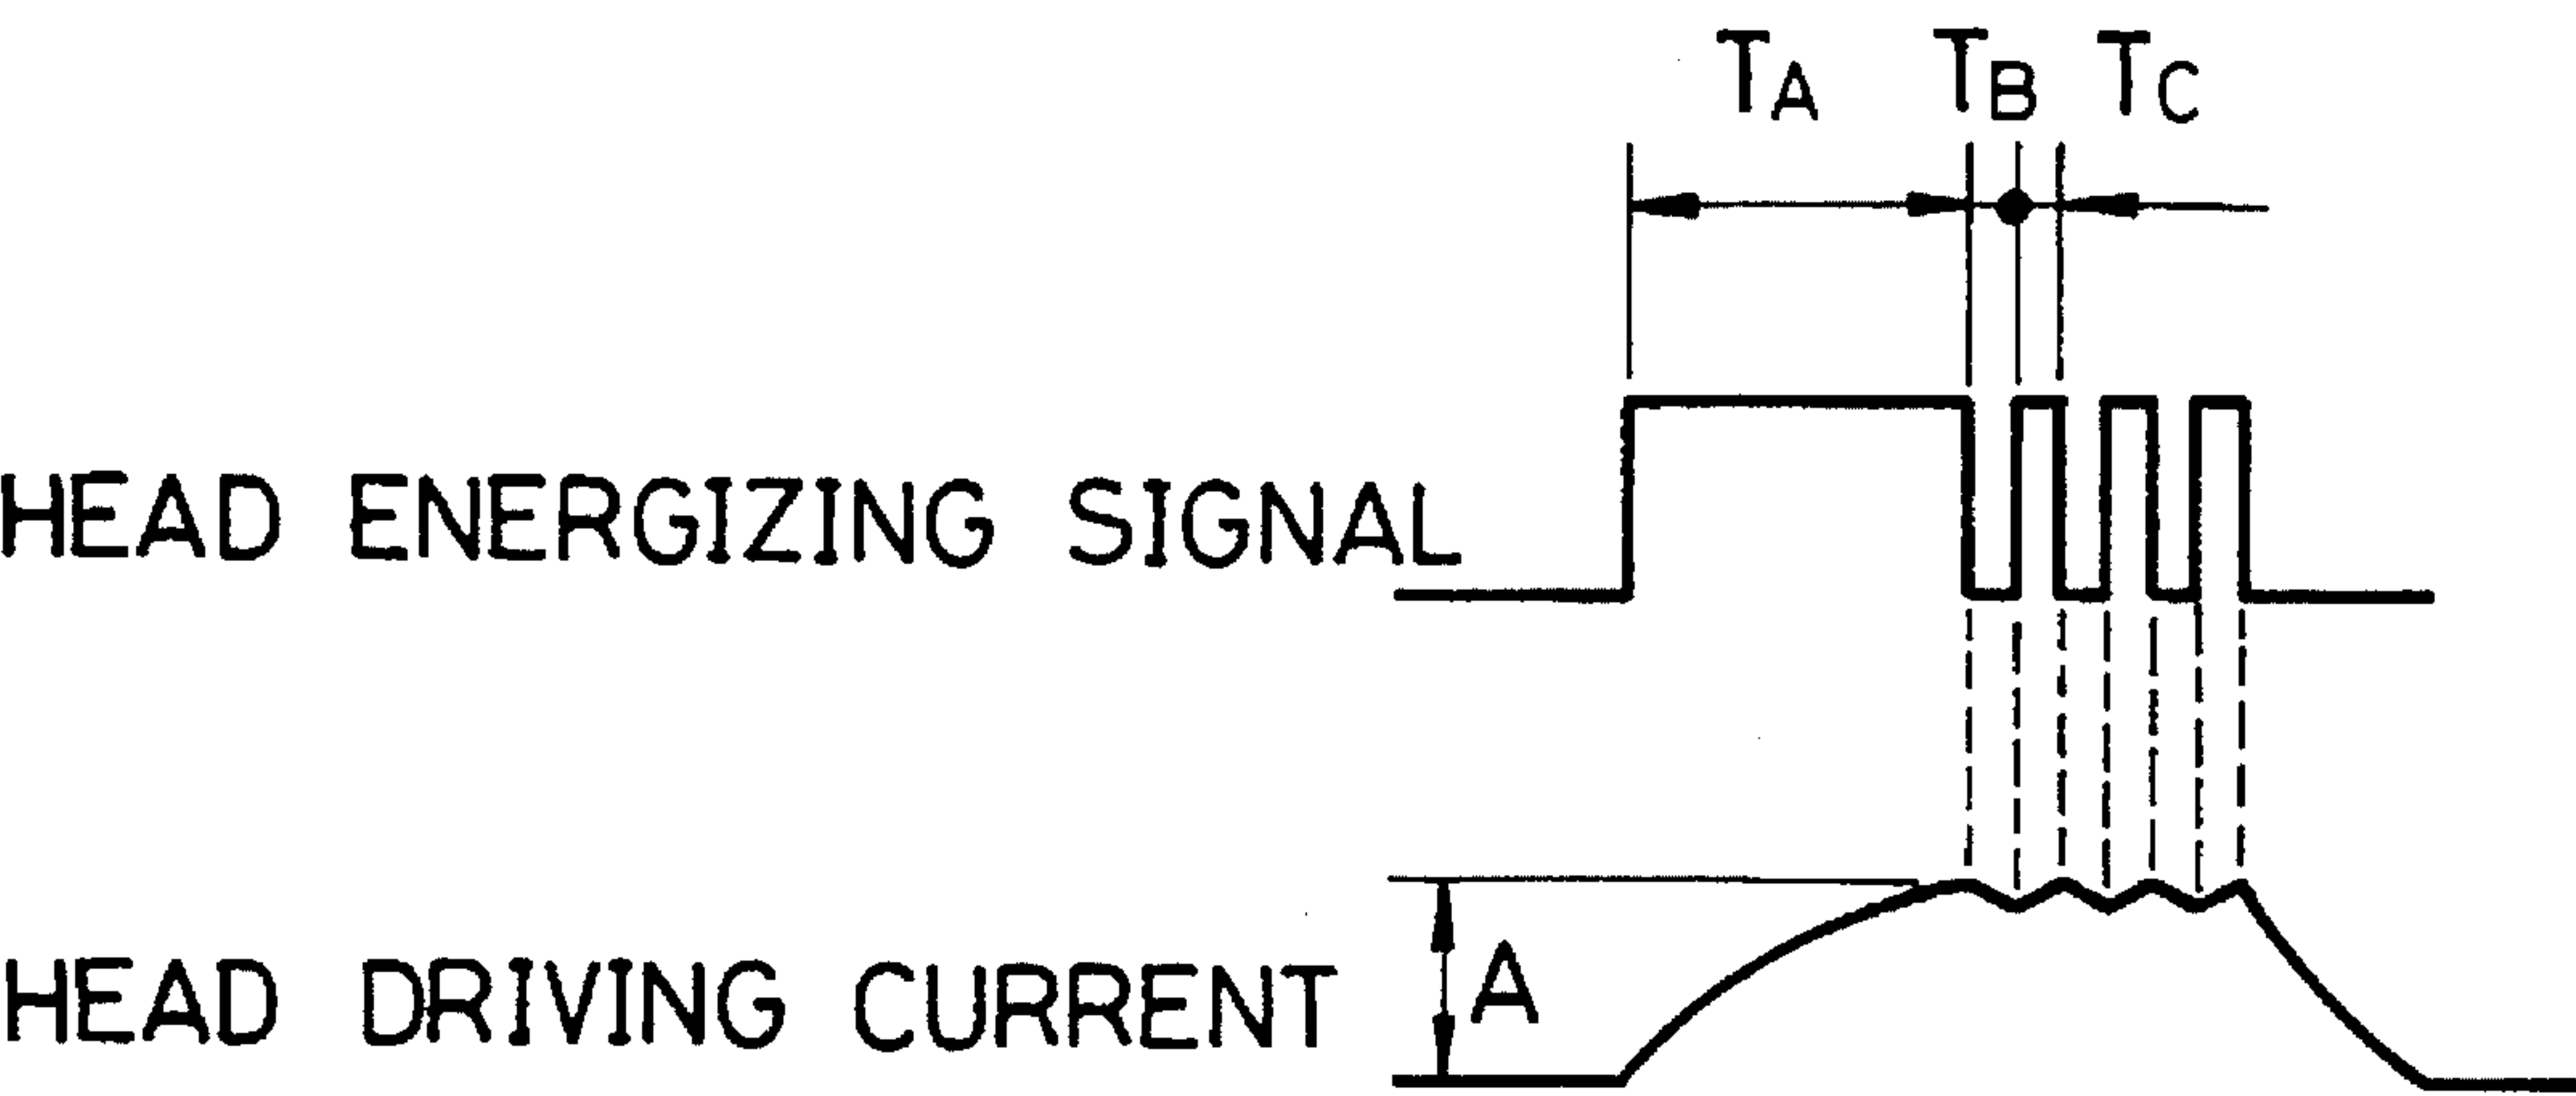 TA TB TC
HEAD ENERGIZING SIGNAL
HEAD DRIVING CURRENT
A